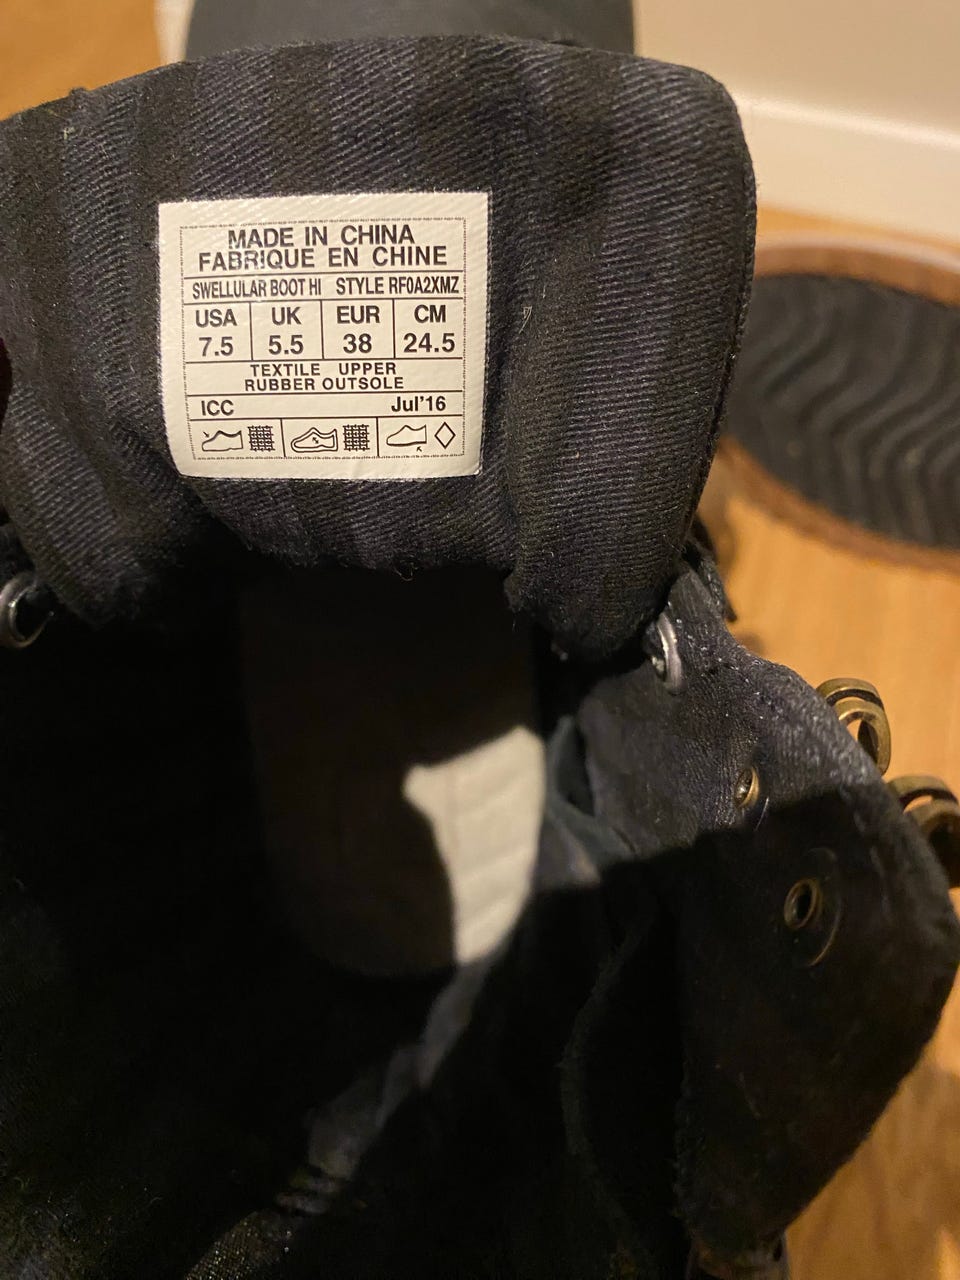 MADE IN CHINA
FABRIQUE EN CHINE
SWELLULAR BOOT HI STYLE RF0A2XMZ
USA UK EUR CM
7.5 5.5 38 24.5
TEXTILE UPPER
RUBBER OUTSOLE
ICC Jul'16